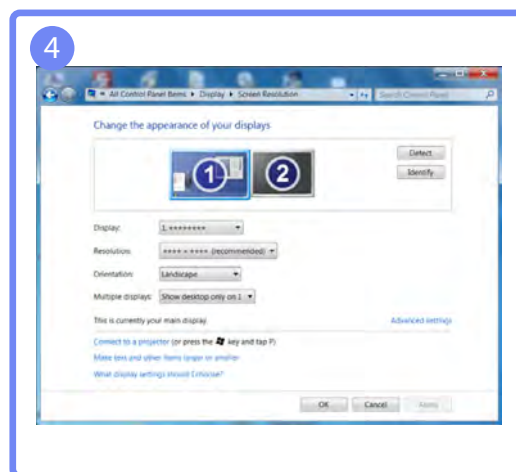 4
All Control Panel Items ▸ Display ▸ Screen Resolution Search Control Panel
Change the appearance of your displays
1 2
Detect
Identify
Display: 1. ********
Resolution: **** × **** (recommended)
Orientation: Landscape
Multiple displays: Show desktop only on 1
This is currently your main display. Advanced settings
Connect to a projector (or press the key and tap P)
Make text and other items larger or smaller
What display settings should I choose?
OK Cancel Apply